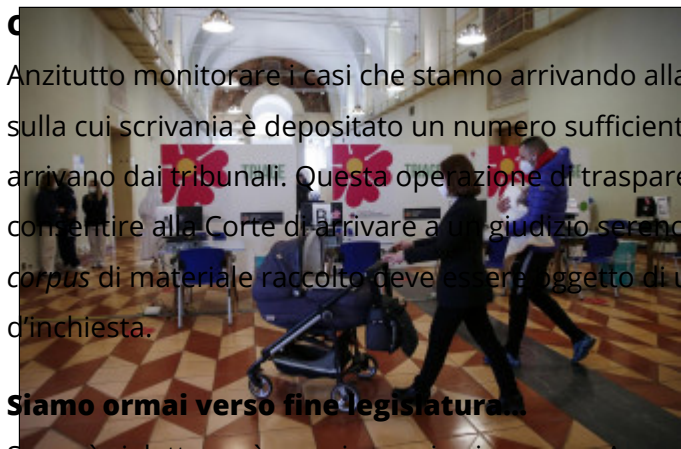 Anzitutto monitorare i casi che stanno arrivando alla
sulla cui scrivania è depositato un numero sufficient
arrivano dai tribunali. Questa operazione di traspare
TRIAGE
consentire alla Corte di arrivare a un giudizio sereno
B
corpus di materiale raccolto deve essere oggetto di u
d’inchiesta.
Siamo ormai verso fine legislatura...